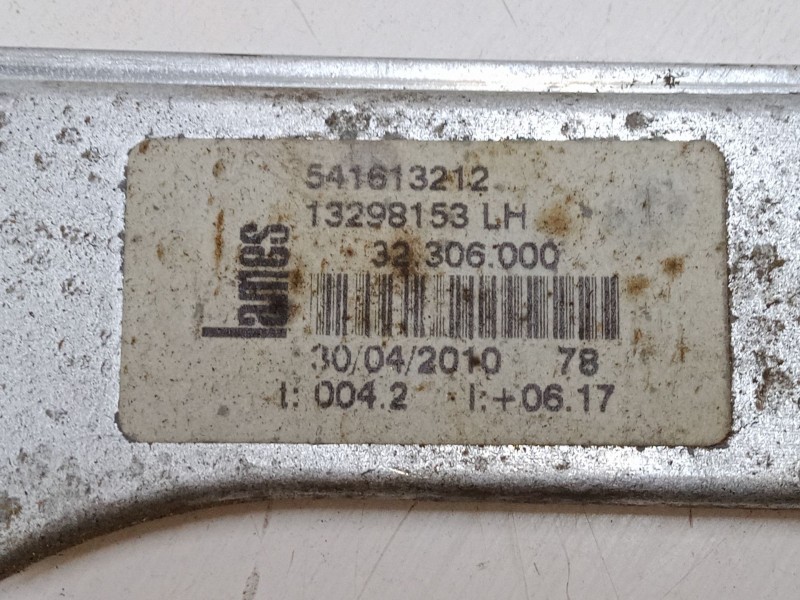 541613212
13298153 LH
32.306.000
Lames
30/04/2010 78
I: 004.2 I:+06.17